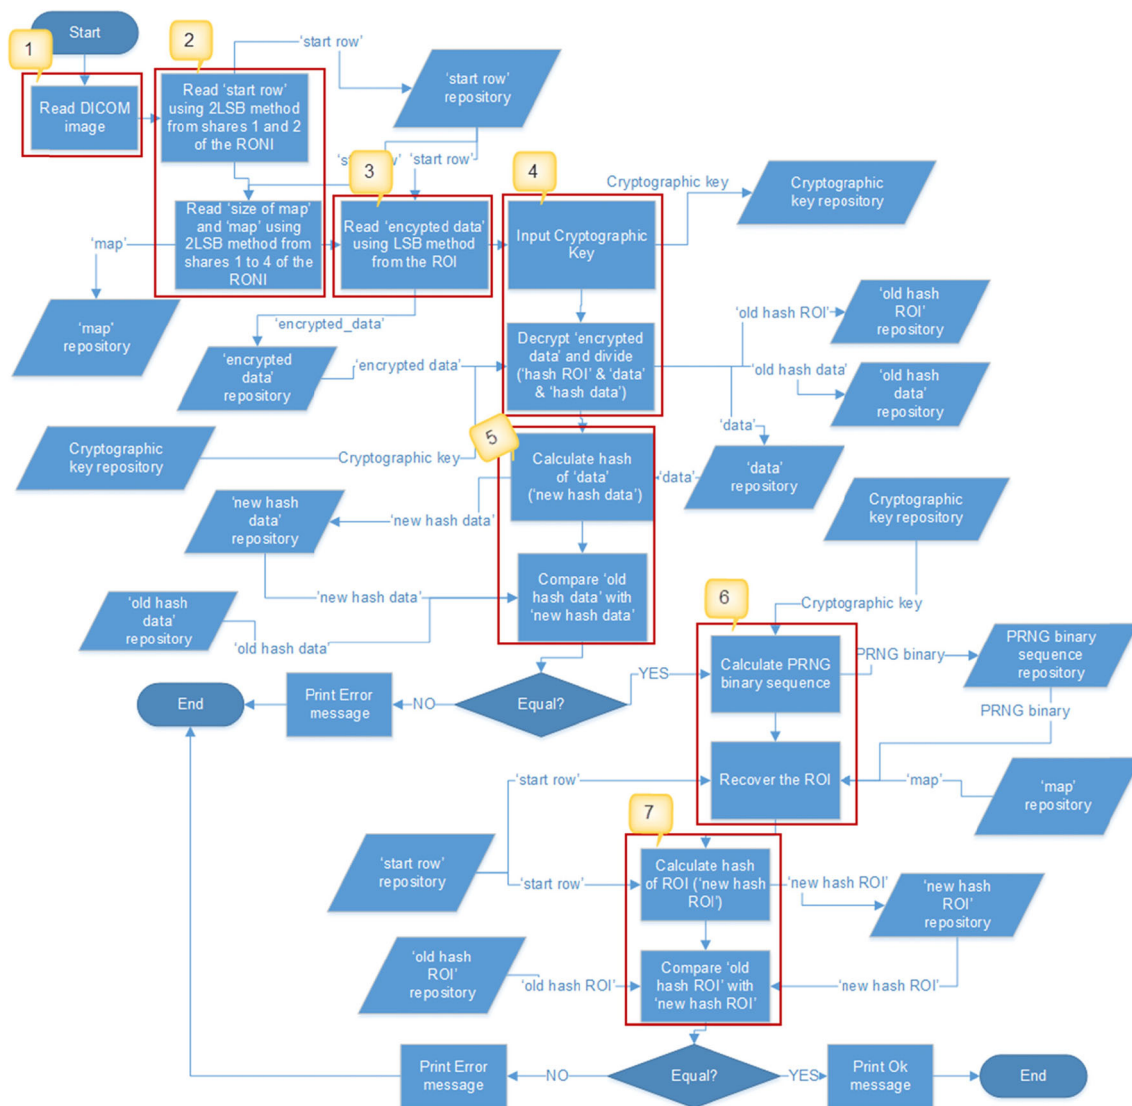 Start
1
2
'start row'
Read DICOM
image
Read 'start row'
using 2LSB method
from shares 1 and 2
of the RONI
'start row'
repository
'start row'
3
4
Cryptographic key
Cryptographic
key repository
Read 'size of map'
and 'map' using
2LSB method from
shares 1 to 4 of the
RONI
'map'
Read 'encypted data'
using LSB method
from the ROI
Input Cryptographic
Key
'map'
repository
'encrypted_data'
'encrypted
data'
repository
'encrypted data'
Decrypt 'encrypted
data' and divide
('hash ROI' & 'data'
& 'hash data')
'old hash ROI'
'old hash
ROI'
repository
'old hash data'
'old hash
data'
repository
'data'
5
Cryptographic
key repository
Cryptographic key
Calculate hash
of 'data'
('new hash data')
'data'
'data'
repository
Cryptographic
key repository
'new hash
data'
repository
'new hash data'
Compare 'old
hash data' with
'new hash data'
'new hash data'
'old hash
data'
repository
'old hash data'
6
Cryptographic key
Calculate PRNG
binary sequence
PRNG binary
PRNG binary
sequence
repository
PRNG binary
End
Print Error
message
NO
Equal?
YES
'start row'
Recover the ROI
'map'
'map'
repository
7
'start row'
repository
'start row'
Calculate hash
of ROI ('new hash
ROI')
'new hash ROI'
'new hash
ROI'
repository
'old hash
ROI'
repository
'old hash ROI'
Compare 'old
hash ROI' with
'new hash ROI'
'new hash ROI'
Print Error
message
NO
Equal?
YES
Print Ok
message
End